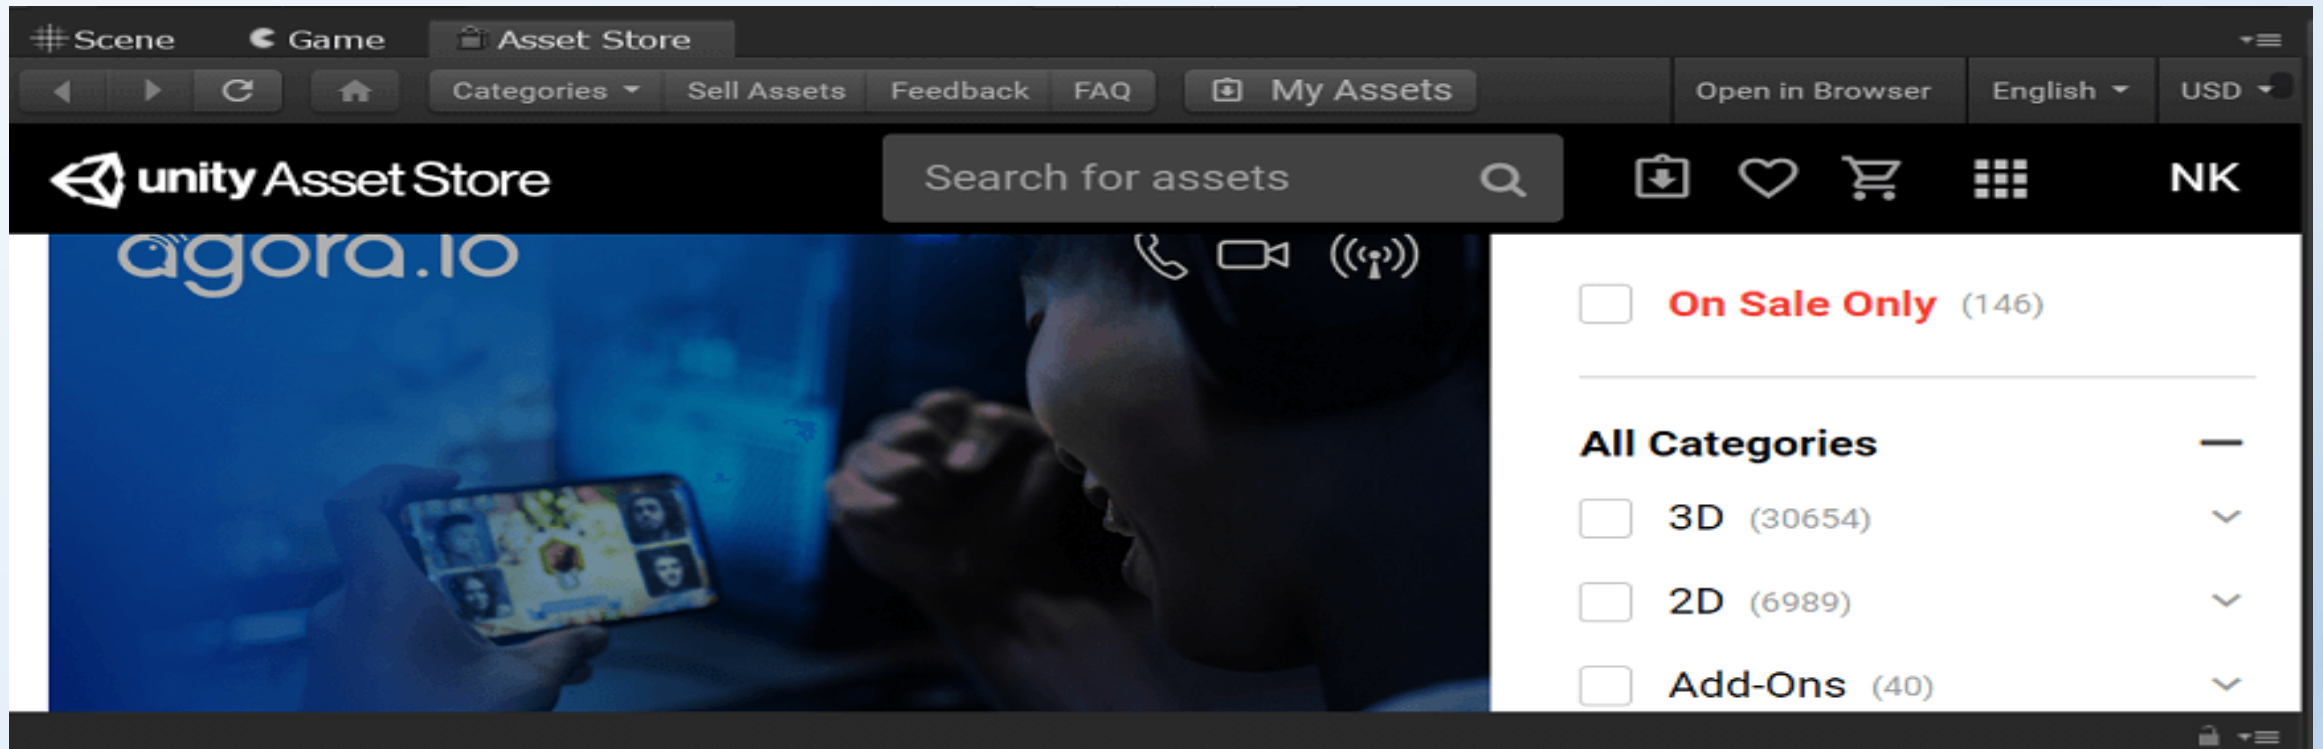 Scene Game Asset Store
Categories Sell Assets Feedback FAQ My Assets Open in Browser English USD
unity Asset Store Search for assets NK
agora.io
On Sale Only (146)
All Categories
3D (30654)
2D (6989)
Add-Ons (40)